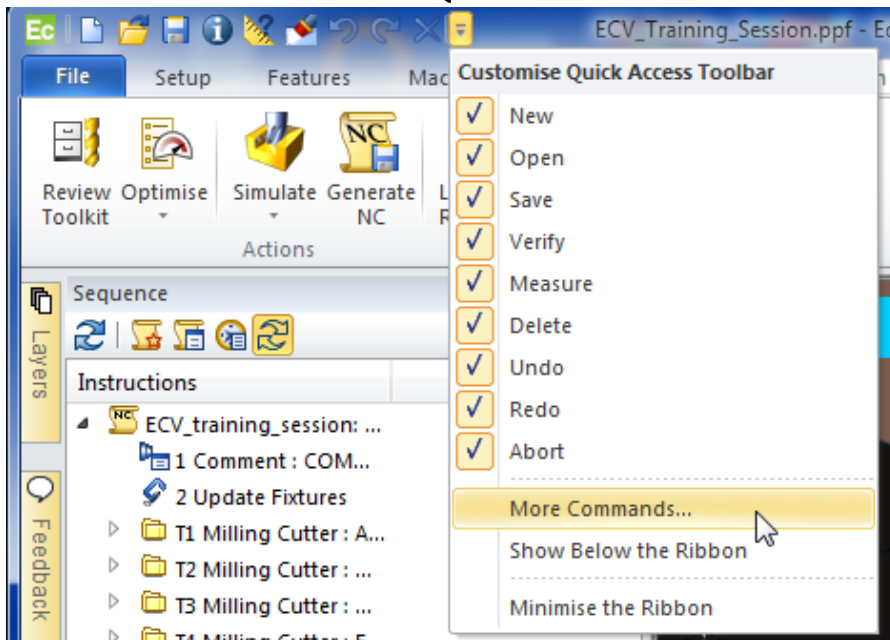 Ec
ECV_Training_Session.ppf - Ec
File Setup Features Mac
Customise Quick Access Toolbar
New
Open
Save
Verify
Measure
Delete
Undo
Redo
Abort
More Commands...
Show Below the Ribbon
Minimise the Ribbon
Review Toolkit
Optimise
Simulate
NC
Generate NC
Actions
Layers
Feedback
Sequence
Instructions
NC
ECV_training_session: ...
1 Comment : COM...
2 Update Fixtures
T1 Milling Cutter : A...
T2 Milling Cutter : ...
T3 Milling Cutter : ...